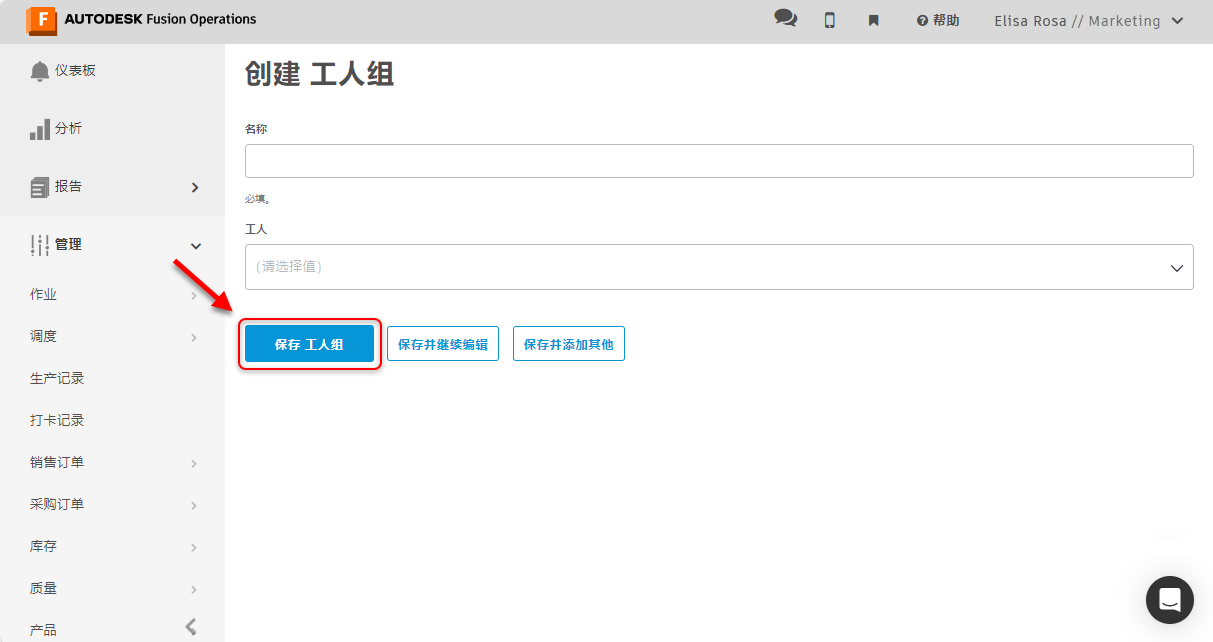 AUTODESK Fusion Operations
帮助
Elisa Rosa // Marketing
仪表板
分析
报告
管理
作业
调度
生产记录
打卡记录
销售订单
采购订单
库存
质量
产品
创建 工人组
名称
必填。
工人
(请选择值)
保存 工人组
保存并继续编辑
保存并添加其他